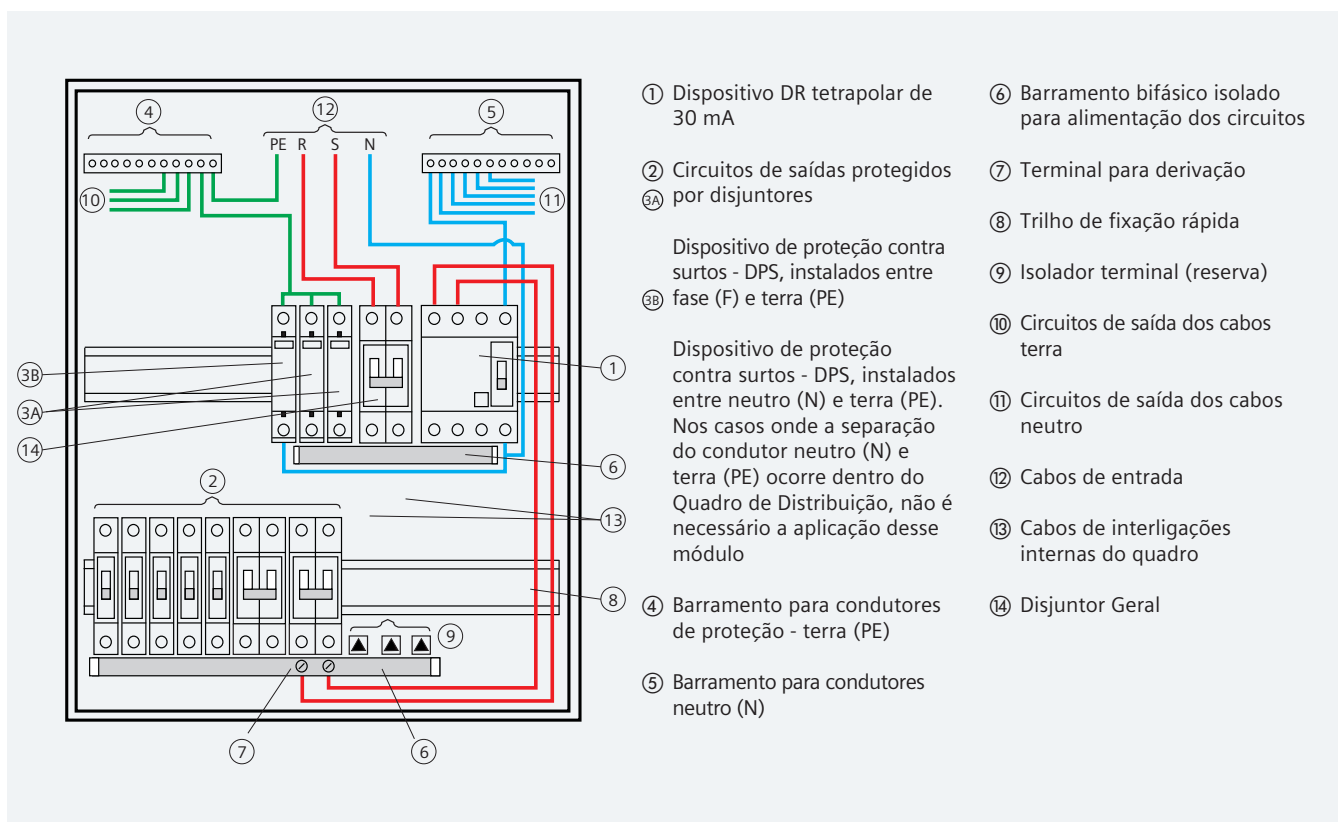 4
12
5
PE R S N
10
11
3B
3A
14
1
6
2
13
8
9
7
6
① Dispositivo DR tetrapolar de
30 mA
② Circuitos de saídas protegidos
3A por disjuntores
Dispositivo de proteção contra
surtos - DPS, instalados entre
3B fase (F) e terra (PE)
Dispositivo de proteção
contra surtos - DPS, instalados
entre neutro (N) e terra (PE).
Nos casos onde a separação
do condutor neutro (N) e
terra (PE) ocorre dentro do
Quadro de Distribuição, não é
necessário a aplicação desse
módulo
④ Barramento para condutores
de proteção - terra (PE)
⑤ Barramento para condutores
neutro (N)
⑥ Barramento bifásico isolado
para alimentação dos circuitos
⑦ Terminal para derivação
⑧ Trilho de fixação rápida
⑨ Isolador terminal (reserva)
⑩ Circuitos de saída dos cabos
terra
⑪ Circuitos de saída dos cabos
neutro
⑫ Cabos de entrada
⑬ Cabos de interligações
internas do quadro
⑭ Disjuntor Geral